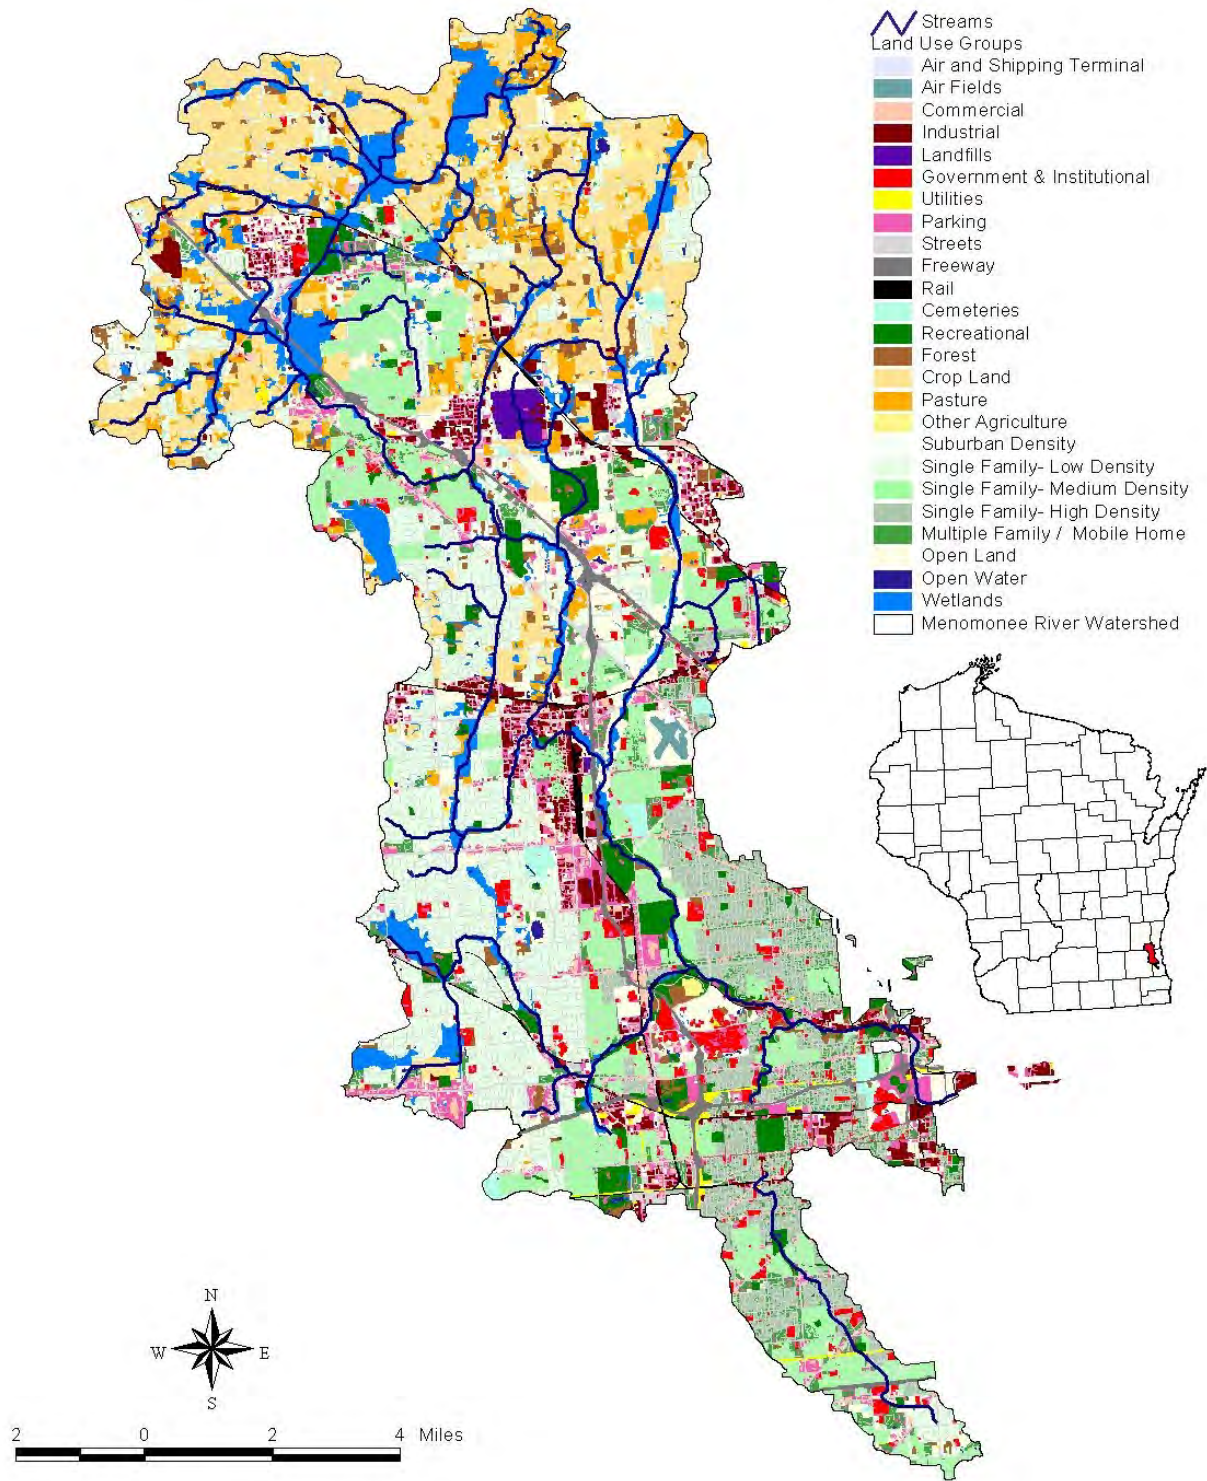 Streams
Land Use Groups
Air and Shipping Terminal
Air Fields
Commercial
Industrial
Landfills
Government & Institutional
Utilities
Parking
Streets
Freeway
Rail
Cemeteries
Recreational
Forest
Crop Land
Pasture
Other Agriculture
Suburban Density
Single Family- Low Density
Single Family- Medium Density
Single Family- High Density
Multiple Family / Mobile Home
Open Land
Open Water
Wetlands
Menomonee River Watershed
N
W E
S
2 0 2 4 Miles